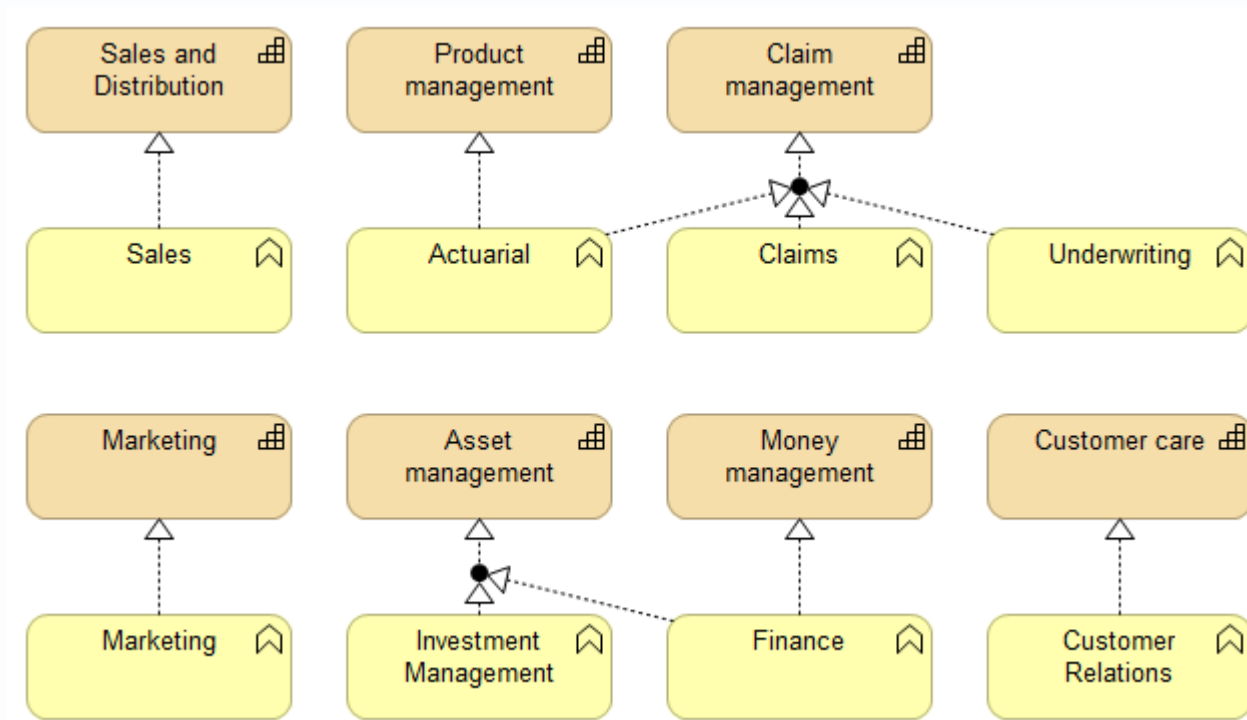 Sales and
Distribution
Product
management
Claim
management
Sales
Actuarial
Claims
Underwriting
Marketing
Asset
management
Money
management
Customer care
Marketing
Investment
Management
Finance
Customer
Relations